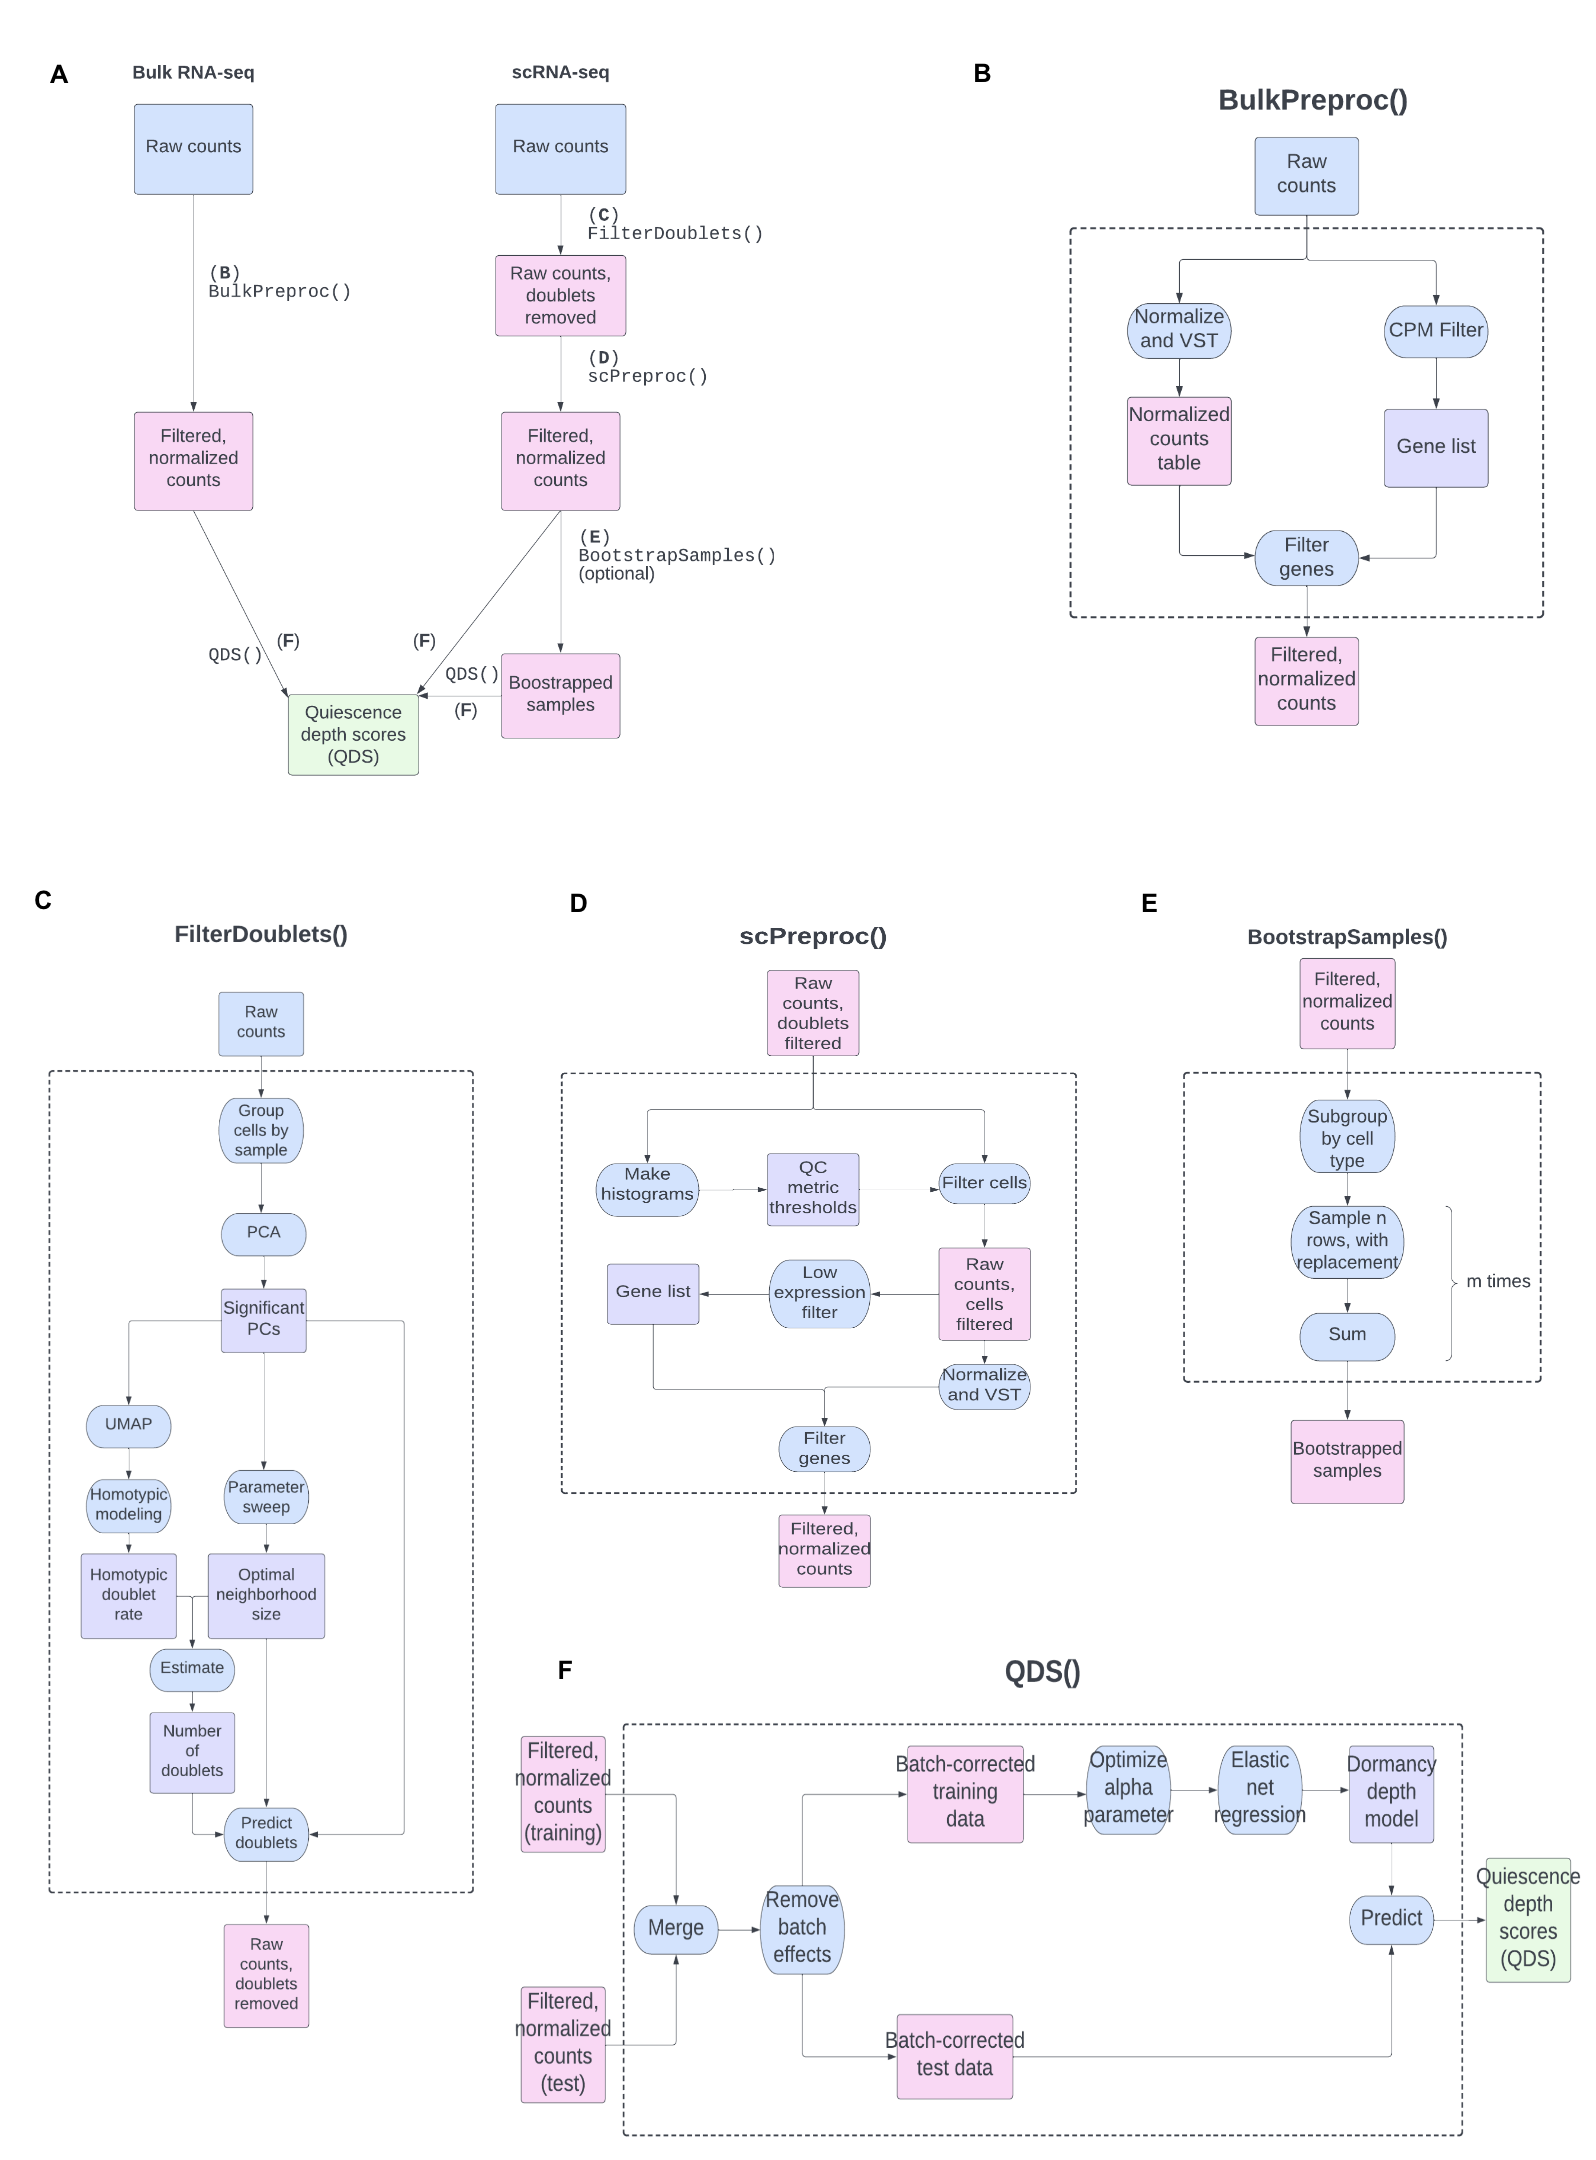 A
Bulk RNA-seq
scRNA-seq
Raw counts
Raw counts
(C)
FilterDoublets()
(B)
BulkPreproc()
Raw counts,
doublets
removed
(D)
scPreproc()
Filtered,
normalized
counts
Filtered,
normalized
counts
(E)
BootstrapSamples()
(optional)
QDS()
(F)
(F)
QDS()
(F)
Boostrapped
samples
Quiescence
depth scores
(QDS)
B
BulkPreproc()
Raw
counts
Normalize
and VST
CPM Filter
Normalized
counts
table
Gene list
Filter
genes
Filtered,
normalized
counts
C
FilterDoublets()
Raw
counts
Group
cells by
sample
PCA
Significant
PCs
UMAP
Homotypic
modeling
Parameter
sweep
Homotypic
doublet
rate
Optimal
neighborhood
size
Estimate
Number
of
doublets
Predict
doublets
Raw
counts,
doublets
removed
D
scPreproc()
Raw
counts,
doublets
filtered
Make
histograms
QC
metric
thresholds
Filter cells
Gene list
Low
expression
filter
Raw
counts,
cells
filtered
Normalize
and VST
Filter
genes
Filtered,
normalized
counts
E
BootstrapSamples()
Filtered,
normalized
counts
Subgroup
by cell
type
Sample n
rows, with
replacement
m times
Sum
Bootstrapped
samples
F
QDS()
Filtered,
normalized
counts
(training)
Filtered,
normalized
counts
(test)
Merge
Remove
batch
effects
Batch-corrected
training
data
Optimize
alpha
parameter
Elastic
net
regression
Dormancy
depth
model
Batch-corrected
test data
Predict
Quiescence
depth
scores
(QDS)